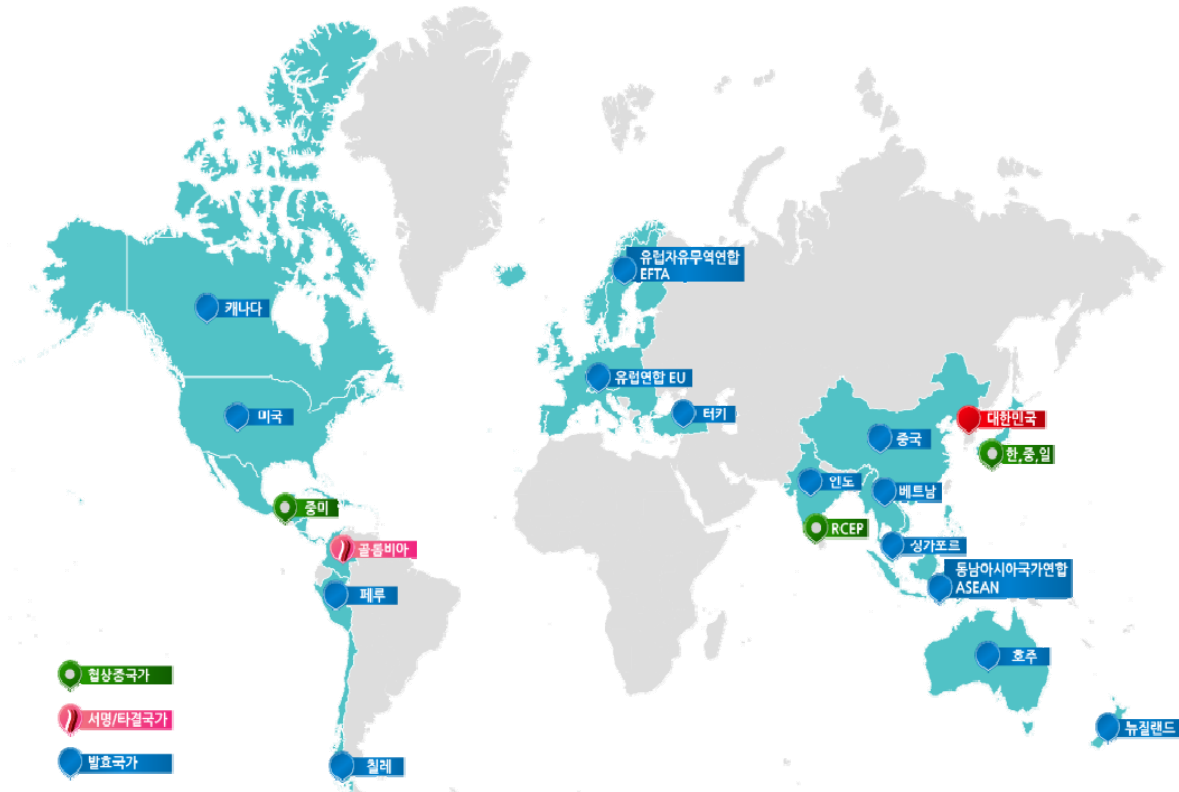 유럽자유무역연합
EFTA
캐나다
유럽연합 EU
미국
터키
대한민국
중국
한,중,일
인도
베트남
중미
RCEP
콜롬비아
싱가포르
동남아시아국가연합
ASEAN
페루
호주
협상중국가
서명/타결국가
뉴질랜드
발효국가
칠레